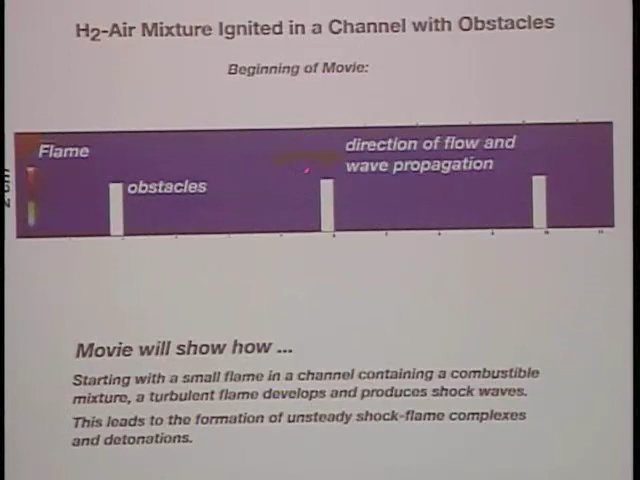 H2-Air Mixture Ignited in a Channel with Obstacles
Beginning of Movie:
Flame
direction of flow and
wave propagation
obstacles
2 cm
Movie will show how ...
Starting with a small flame in a channel containing a combustible
mixture, a turbulent flame develops and produces shock waves.
This leads to the formation of unsteady shock-flame complexes
and detonations.